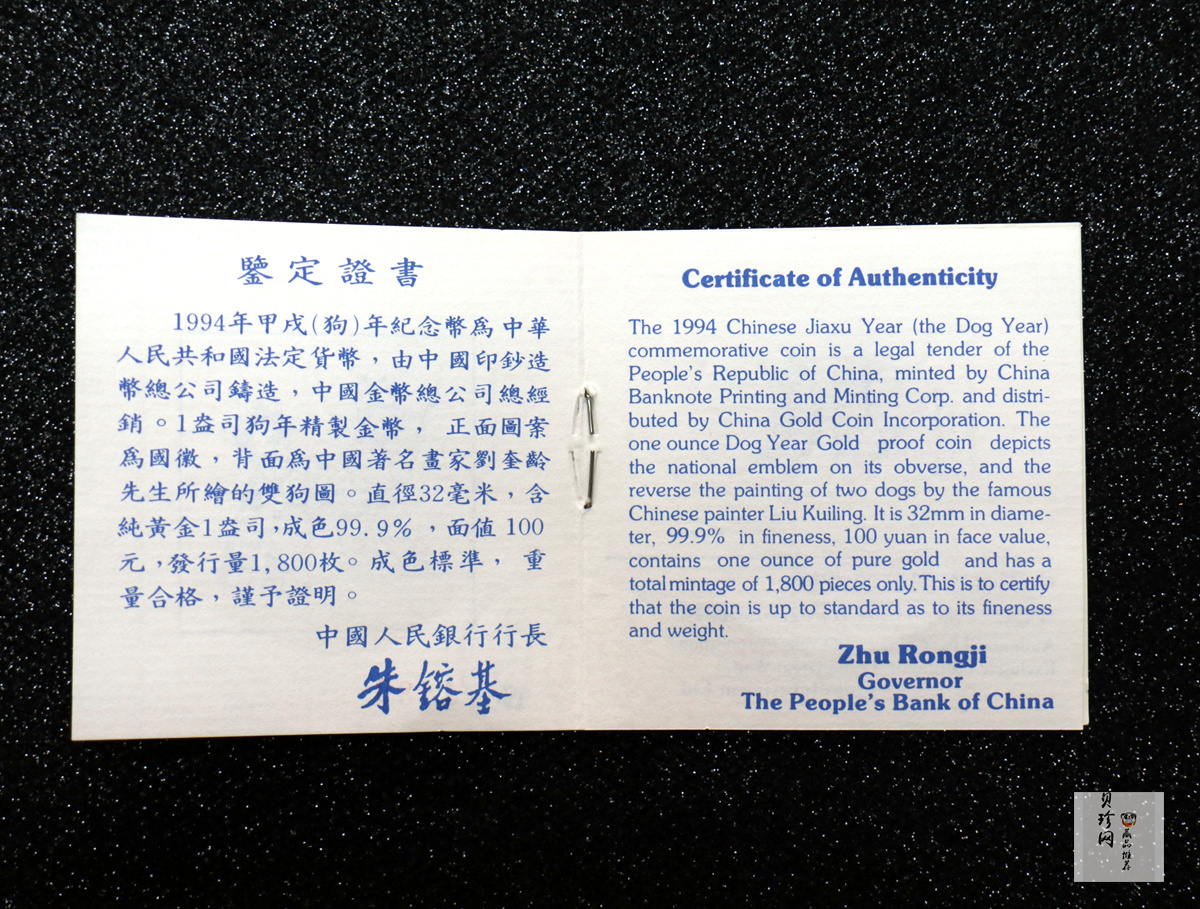 鑒定證書
1994年甲戌(狗)年紀念幣爲中華
人民共和國法定貨幣，由中國印鈔造
幣總公司鑄造，中國金幣總公司總經
銷。1盎司狗年精製金幣， 正面圖案
爲國徽，背面爲中國著名畫家劉奎齡
先生所繪的雙狗圖。直徑32毫米，含
純黃金1盎司，成色99.9%，面值 100
元，發行量1,800枚。成色標準， 重
量合格，謹予證明。
中國人民銀行行長
朱鎔基
Certificate of Authenticity
The 1994 Chinese Jiaxu Year (the Dog Year)
commemorative coin is a legal tender of the
People's Republic of China, minted by China
Banknote Printing and Minting Corp. and distri-
buted by China Gold Coin Incorporation. The
one ounce Dog Year Gold proof coin depicts
the national emblem on its obverse, and the
reverse the painting of two dogs by the famous
Chinese painter Liu Kuiling. It is 32mm in diame-
ter, 99.9% in fineness, 100 yuan in face value,
contains one ounce of pure gold and has a
total mintage of 1,800 pieces only. This is to certify
that the coin is up to standard as to its fineness
and weight.
Zhu Rongji
Governor
The People's Bank of China
贝珍网
藏品推荐